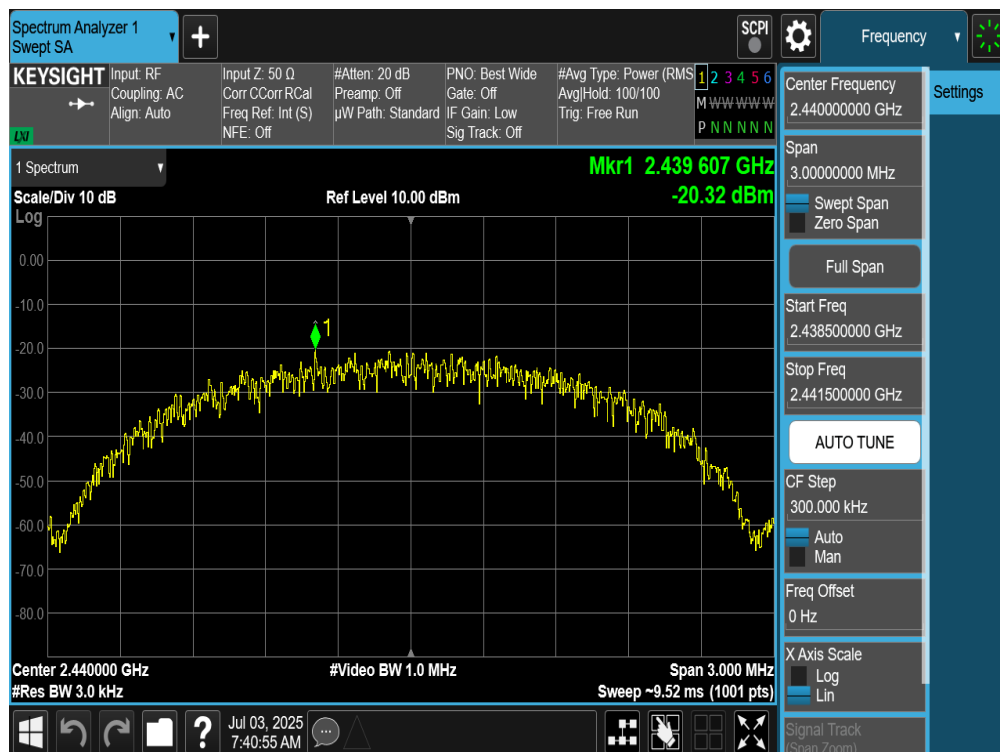 Spectrum Analyzer 1
Swept SA
+
SCPI
Frequency
KEYSIGHT
LXI
Input: RF
Coupling: AC
Align: Auto
Input Z: 50 Ω
Corr CCorr RCal
Freq Ref: Int (S)
NFE: Off
#Atten: 20 dB
Preamp: Off
µW Path: Standard
PNO: Best Wide
Gate: Off
IF Gain: Low
Sig Track: Off
#Avg Type: Power (RMS
Avg|Hold: 100/100
Trig: Free Run
1 2 3 4 5 6
M W W W W W W
P N N N N N
1 Spectrum
Mkr1 2.439 607 GHz
-20.32 dBm
Scale/Div 10 dB
Ref Level 10.00 dBm
Log
0.00
-10.0
1
-20.0
-30.0
-40.0
-50.0
-60.0
-70.0
-80.0
Center 2.440000 GHz
#Video BW 1.0 MHz
Span 3.000 MHz
#Res BW 3.0 kHz
Sweep ~9.52 ms (1001 pts)
?
Jul 03, 2025
7:40:55 AM
Center Frequency
2.440000000 GHz
Span
3.00000000 MHz
Swept Span
Zero Span
Full Span
Start Freq
2.438500000 GHz
Stop Freq
2.441500000 GHz
AUTO TUNE
CF Step
300.000 kHz
Auto
Man
Freq Offset
0 Hz
X Axis Scale
Log
Lin
Signal Track
(Span Zoom)
Settings